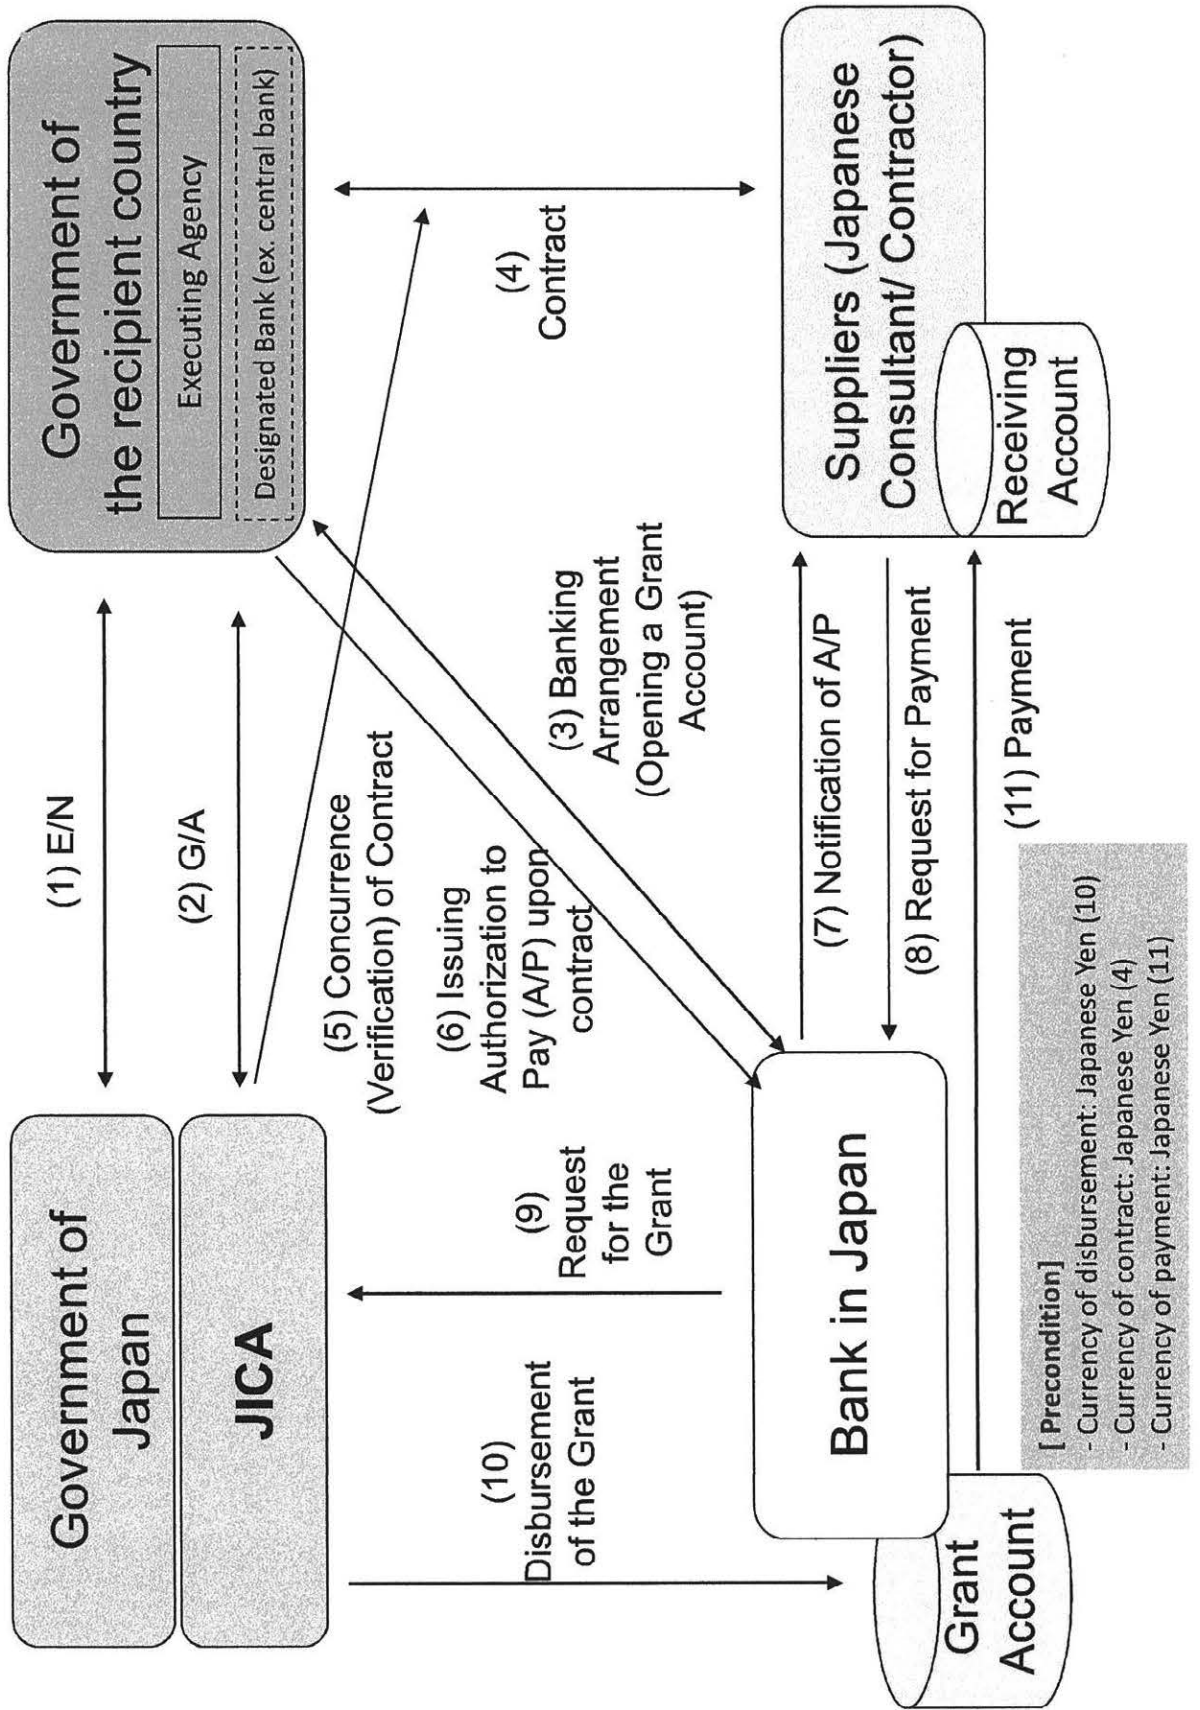 Government of
Japan
JICA
(1) E/N
(2) G/A
Government of
the recipient country
Executing Agency
Designated Bank (ex. central bank)
(5) Concurrence
(Verification) of Contract
(6) Issuing
Authorization to
Pay (A/P) upon
contract
(4)
Contract
(10)
Disbursement
of the Grant
(9)
Request
for the
Grant
(3) Banking
Arrangement
(Opening a Grant
Account)
Bank in Japan
Grant
Account
(7) Notification of A/P
(8) Request for Payment
(11) Payment
Suppliers (Japanese
Consultant/ Contractor)
Receiving
Account
[ Precondition]
- Currency of disbursement: Japanese Yen (10)
- Currency of contract: Japanese Yen (4)
- Currency of payment: Japanese Yen (11)